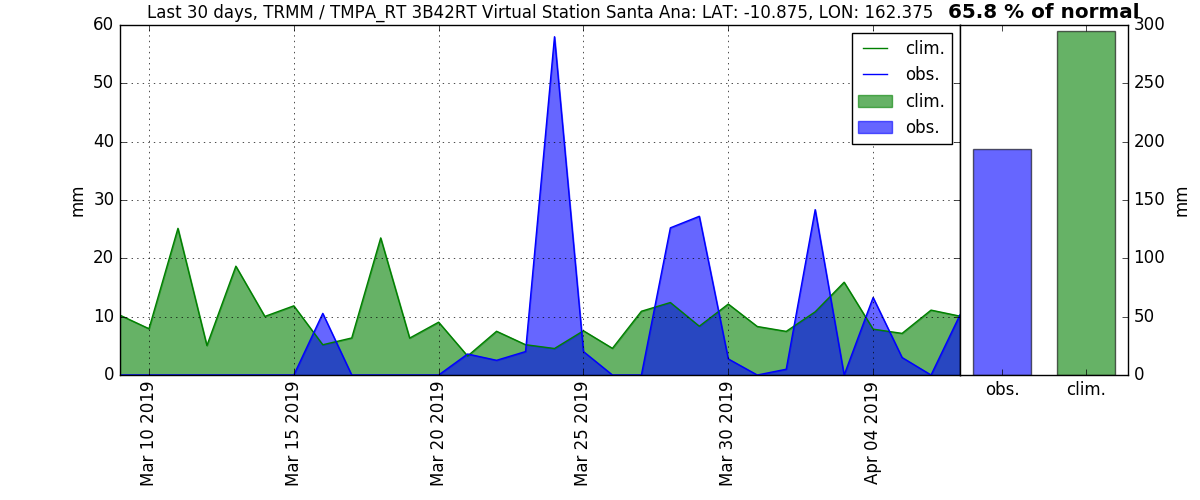 Last 30 days, TRMM / TMPA_RT 3B42RT Virtual Station Santa Ana: LAT: -10.875, LON: 162.375
65.8 % of normal
60
50
40
30
20
10
0
mm
clim.
obs.
clim.
obs.
Mar 10 2019
Mar 15 2019
Mar 20 2019
Mar 25 2019
Mar 30 2019
Apr 04 2019
300
250
200
150
100
50
0
mm
obs.
clim.